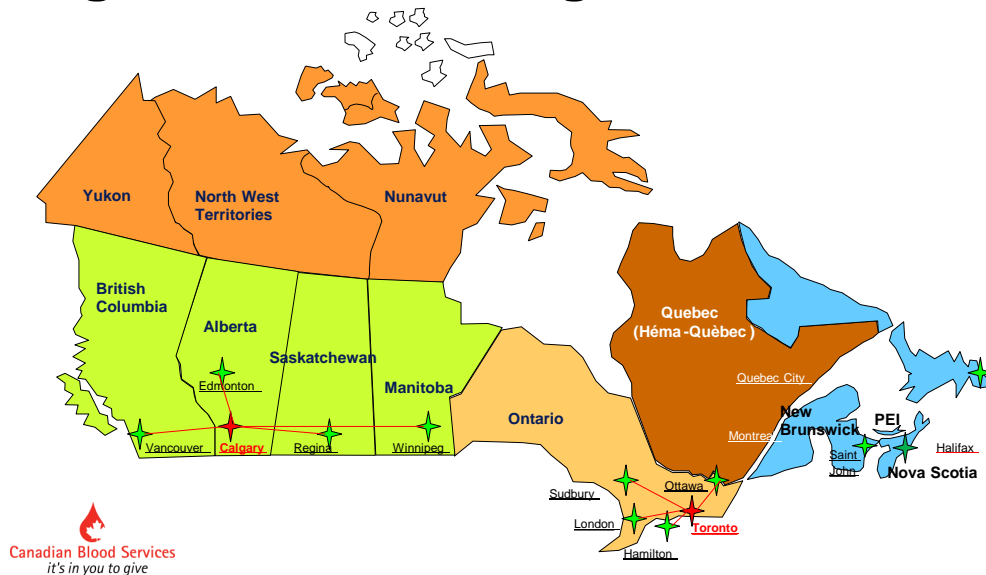 Yukon
North West
Territories
Nunavut
British
Columbia
Alberta
Saskatchewan
Manitoba
Edmonton
Vancouver
Calgary
Regina
Winnipeg
Ontario
Quebec
(Héma -Quèbec )
Quebec City
Montreal
New
Brunswick
PEI
Saint
John
Halifax
Nova Scotia
Sudbury
Ottawa
London
Toronto
Hamilton
Canadian Blood Services
it's in you to give